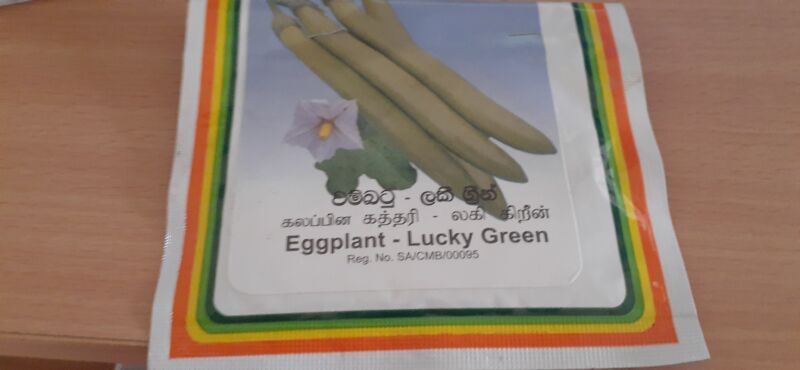 වම්බටු - ලකී ග්‍රීන්
கலப்பின கத்தரி - லகி கிறீன்
Eggplant - Lucky Green
Reg. No. SA/CMB/00095